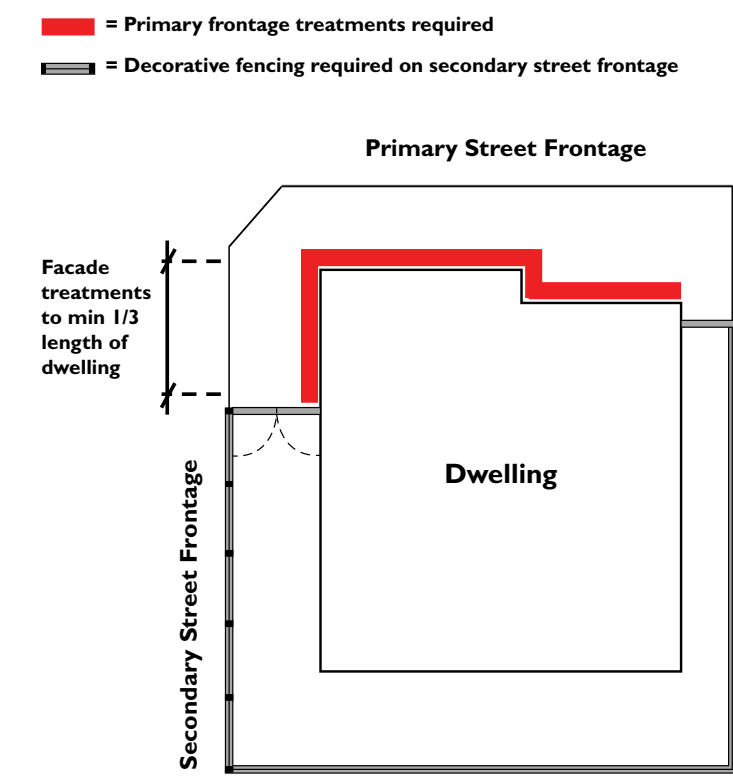 = Primary frontage treatments required
= Decorative fencing required on secondary street frontage
Primary Street Frontage
Facade
treatments
to min 1/3
length of
dwelling
Dwelling
Secondary Street Frontage